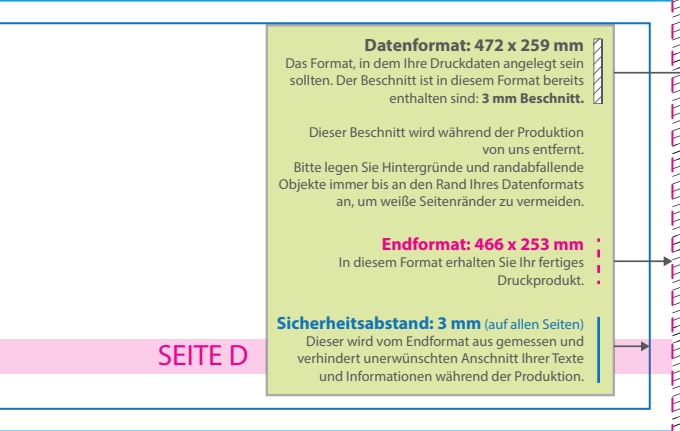 Datenformat: 472 x 259 mm
Das Format, in dem Ihre Druckdaten angelegt sein
sollten. Der Beschnitt ist in diesem Format bereits
enthalten sind: 3 mm Beschnitt.
Dieser Beschnitt wird während der Produktion
von uns entfernt.
Bitte legen Sie Hintergründe und randabfallende
Objekte immer bis an den Rand Ihres Datenformats
an, um weiße Seitenränder zu vermeiden.
Endformat: 466 x 253 mm
In diesem Format erhalten Sie Ihr fertiges
Druckprodukt.
Sicherheitsabstand: 3 mm (auf allen Seiten)
Dieser wird vom Endformat aus gemessen und
verhindert unerwünschten Anschnitt Ihrer Texte
und Informationen während der Produktion.
SEITE D